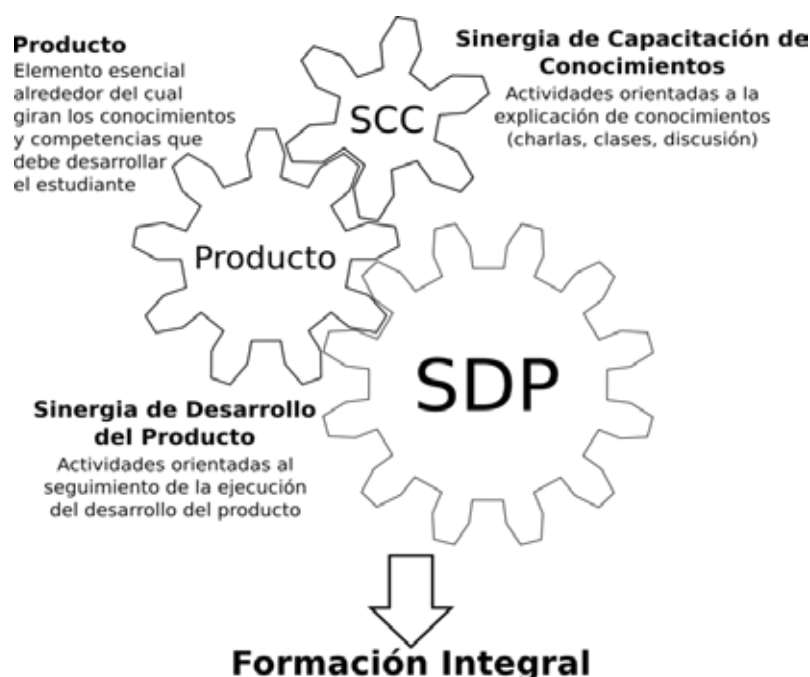 Producto
Elemento esencial
alrededor del cual
giran los conocimientos
y competencias que
debe desarrollar
el estudiante
Sinergia de Capacitación de
Conocimientos
Actividades orientadas a la
explicación de conocimientos
(charlas, clases, discusión)
SCC
Producto
SDP
Sinergia de Desarrollo
del Producto
Actividades orientadas al
seguimiento de la ejecución
del desarrollo del producto
Formación Integral